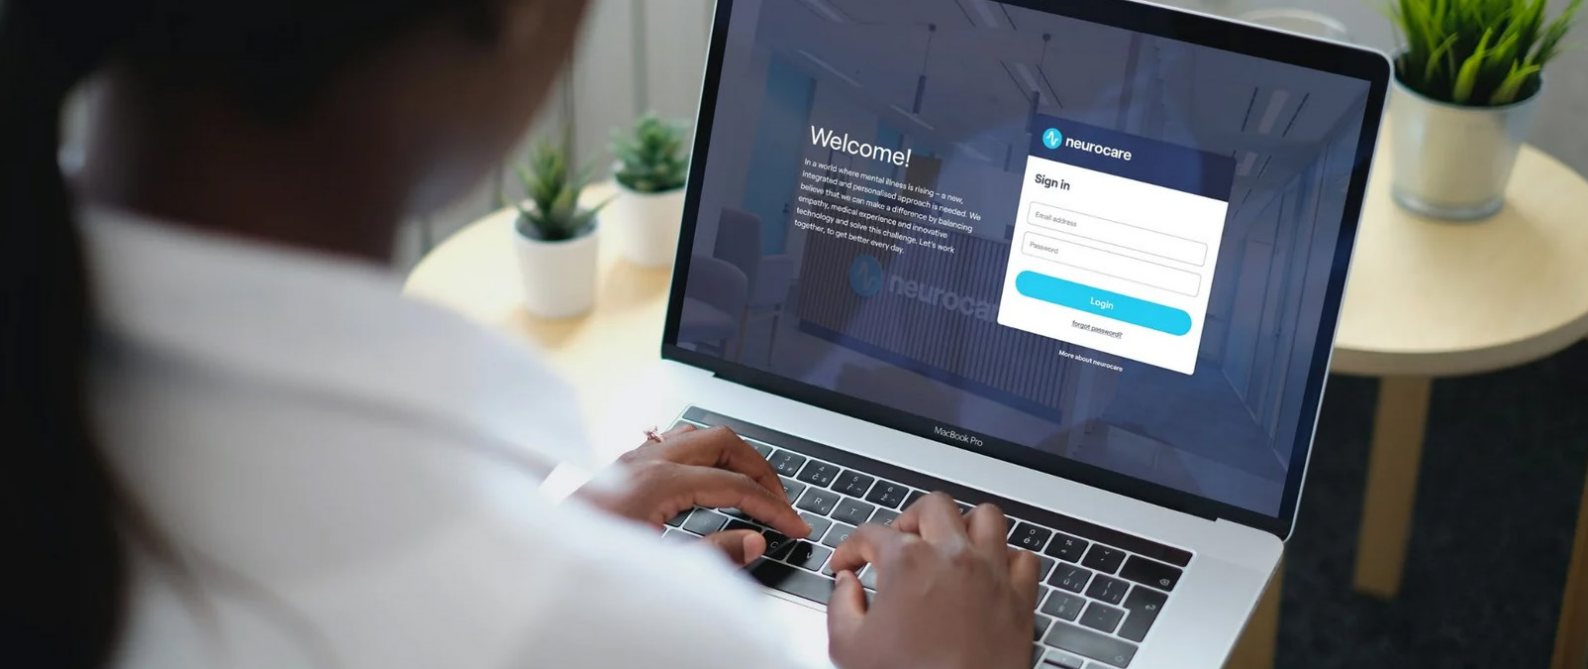 Welcome!
In a world where mental illness is rising – a new,
integrated and personalised approach is needed. We
believe that we can make a difference by balancing
empathy, medical experience and innovative
technology and solve this challenge. Let's work
together, to get better every day.
neurocare
neurocare
Sign in
Email address
Password
Login
forgot password?
More about neurocare
MacBook Pro